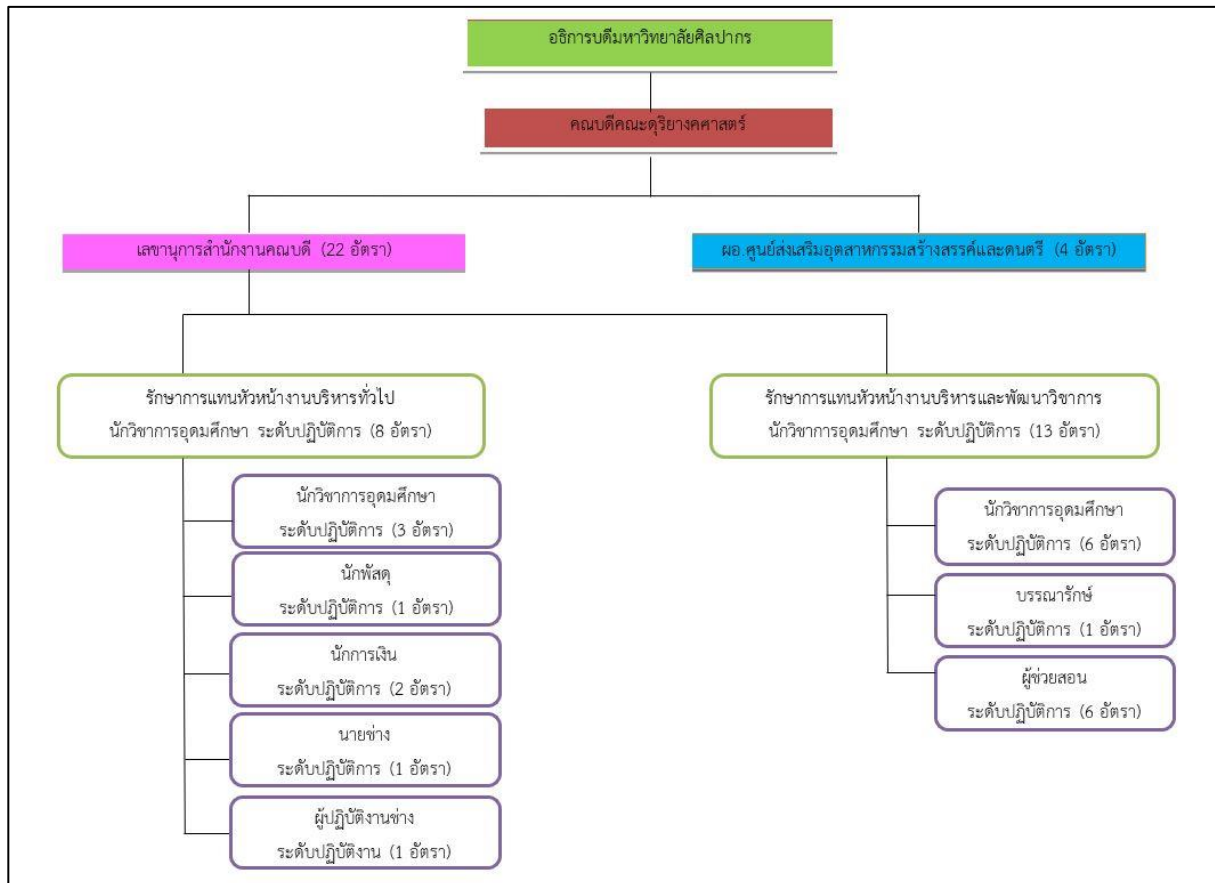 อธิการบดีมหาวิทยาลัยศิลปากร
คณบดีคณะดุริยางคศาสตร์
เลขานุการสำนักงานคณบดี (22 อัตรา)
ผอ.ศูนย์ส่งเสริมอุตสาหกรรมสร้างสรรค์และดนตรี (4 อัตรา)
รักษาการแทนหัวหน้างานบริหารทั่วไป
นักวิชาการอุดมศึกษา ระดับปฏิบัติการ (8 อัตรา)
นักวิชาการอุดมศึกษา
ระดับปฏิบัติการ (3 อัตรา)
นักพัสดุ
ระดับปฏิบัติการ (1 อัตรา)
นักการเงิน
ระดับปฏิบัติการ (2 อัตรา)
นายช่าง
ระดับปฏิบัติการ (1 อัตรา)
ผู้ปฏิบัติงานช่าง
ระดับปฏิบัติงาน (1 อัตรา)
รักษาการแทนหัวหน้างานบริหารและพัฒนาวิชาการ
นักวิชาการอุดมศึกษา ระดับปฏิบัติการ (13 อัตรา)
นักวิชาการอุดมศึกษา
ระดับปฏิบัติการ (6 อัตรา)
บรรณารักษ์
ระดับปฏิบัติการ (1 อัตรา)
ผู้ช่วยสอน
ระดับปฏิบัติการ (6 อัตรา)